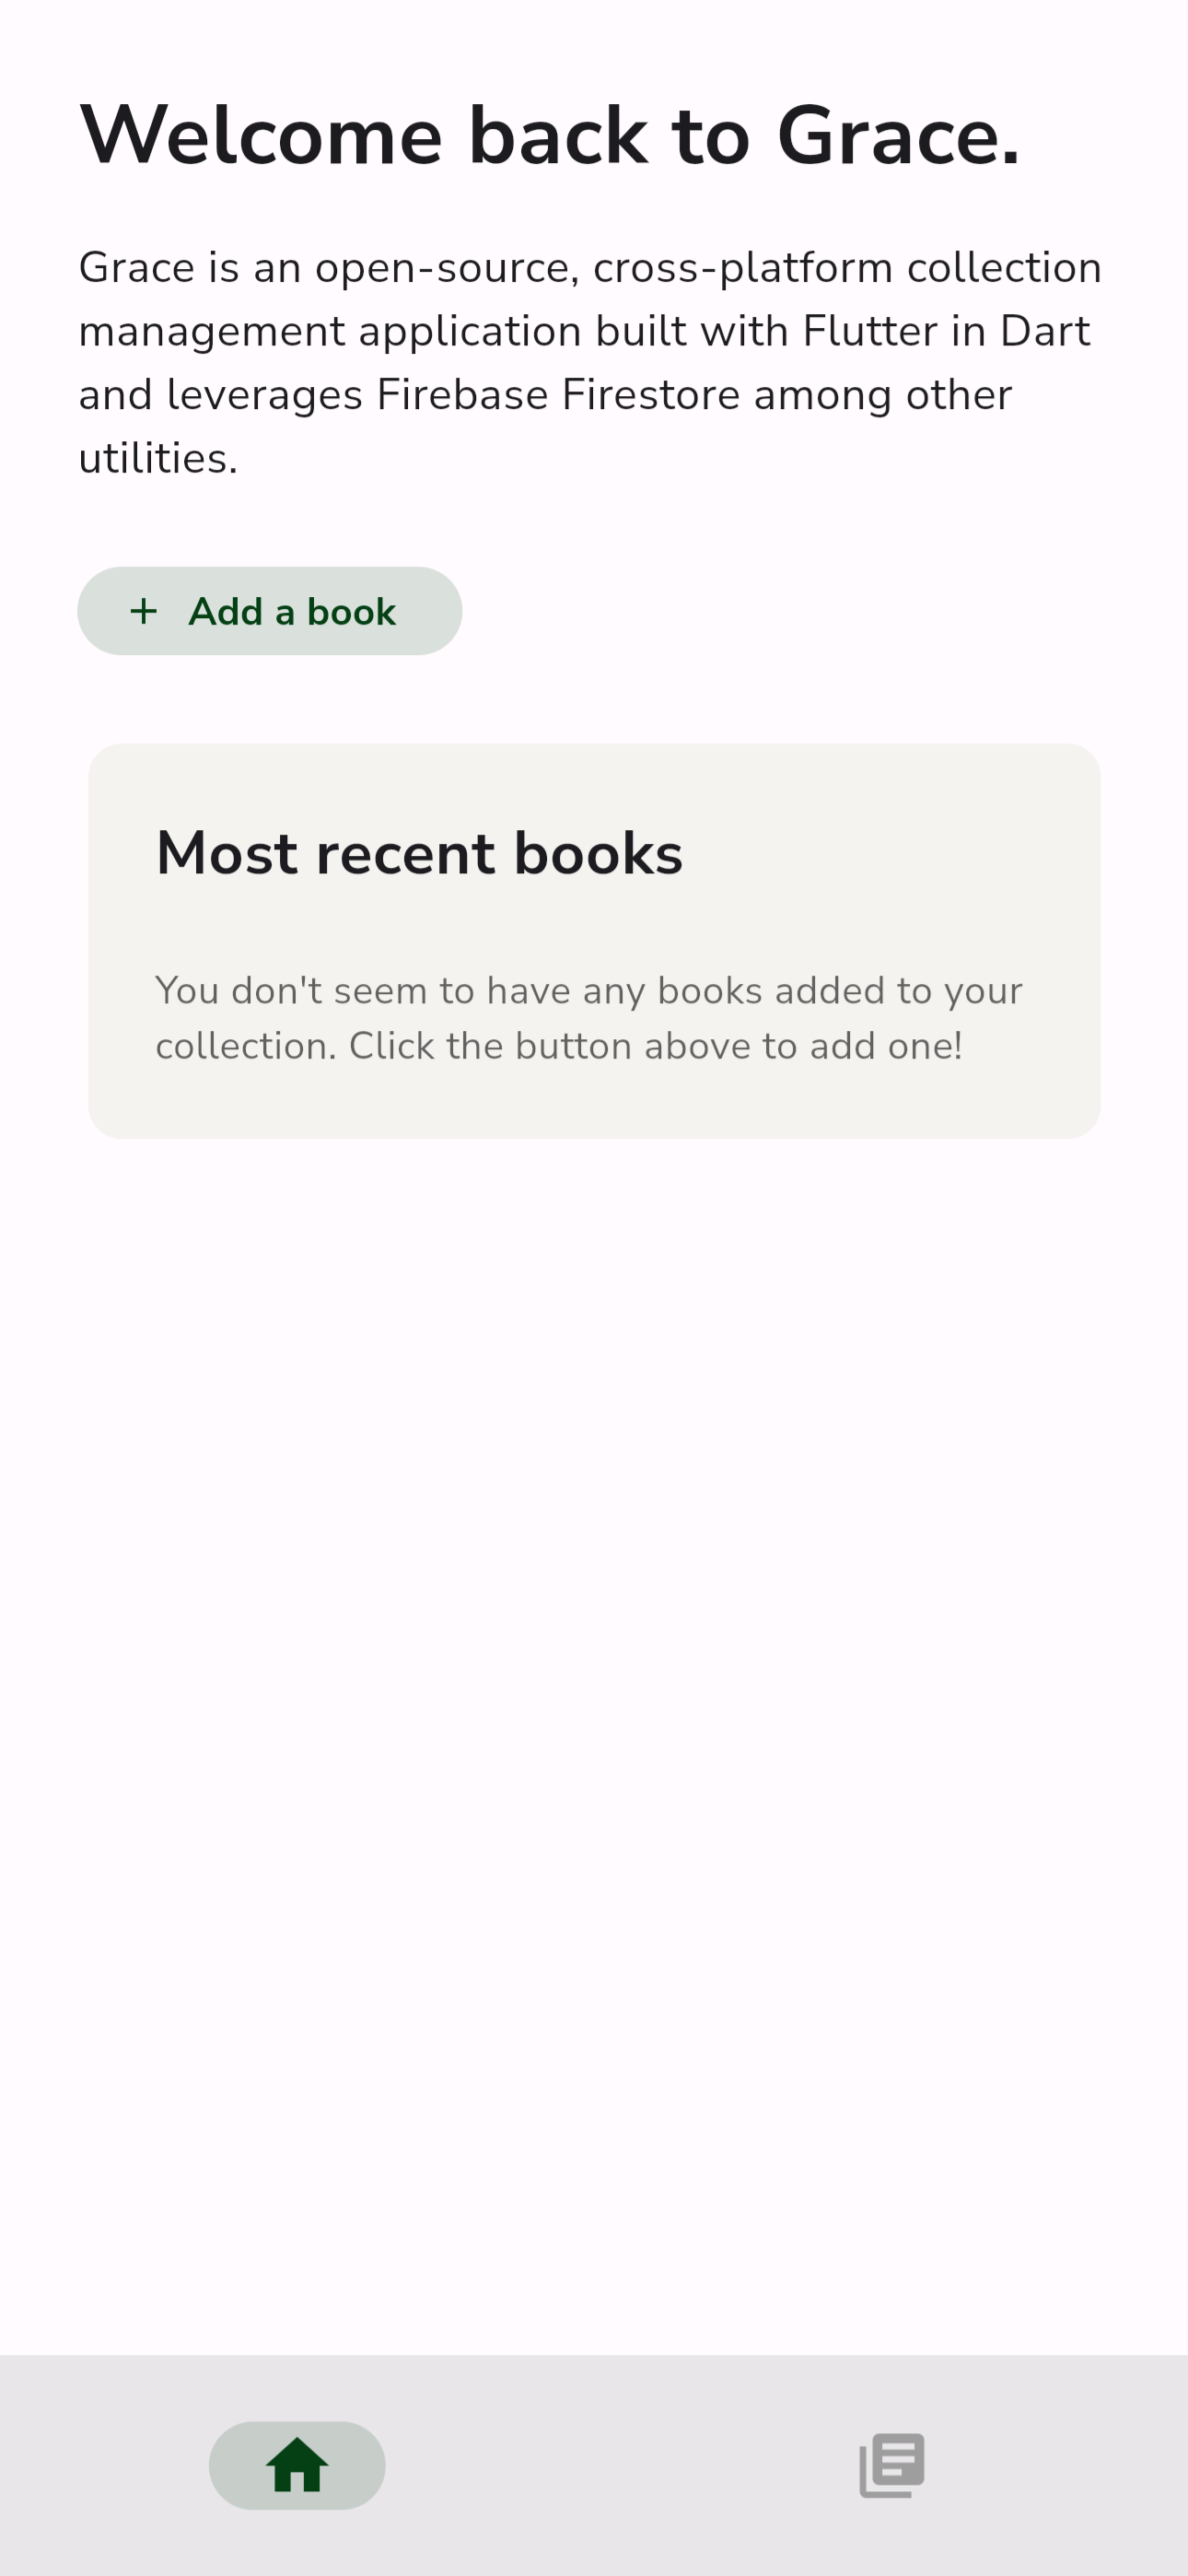 Welcome back to Grace.
Grace is an open-source, cross-platform collection
management application built with Flutter in Dart
and leverages Firebase Firestore among other
utilities.
+ Add a book
Most recent books
You don't seem to have any books added to your
collection. Click the button above to add one!